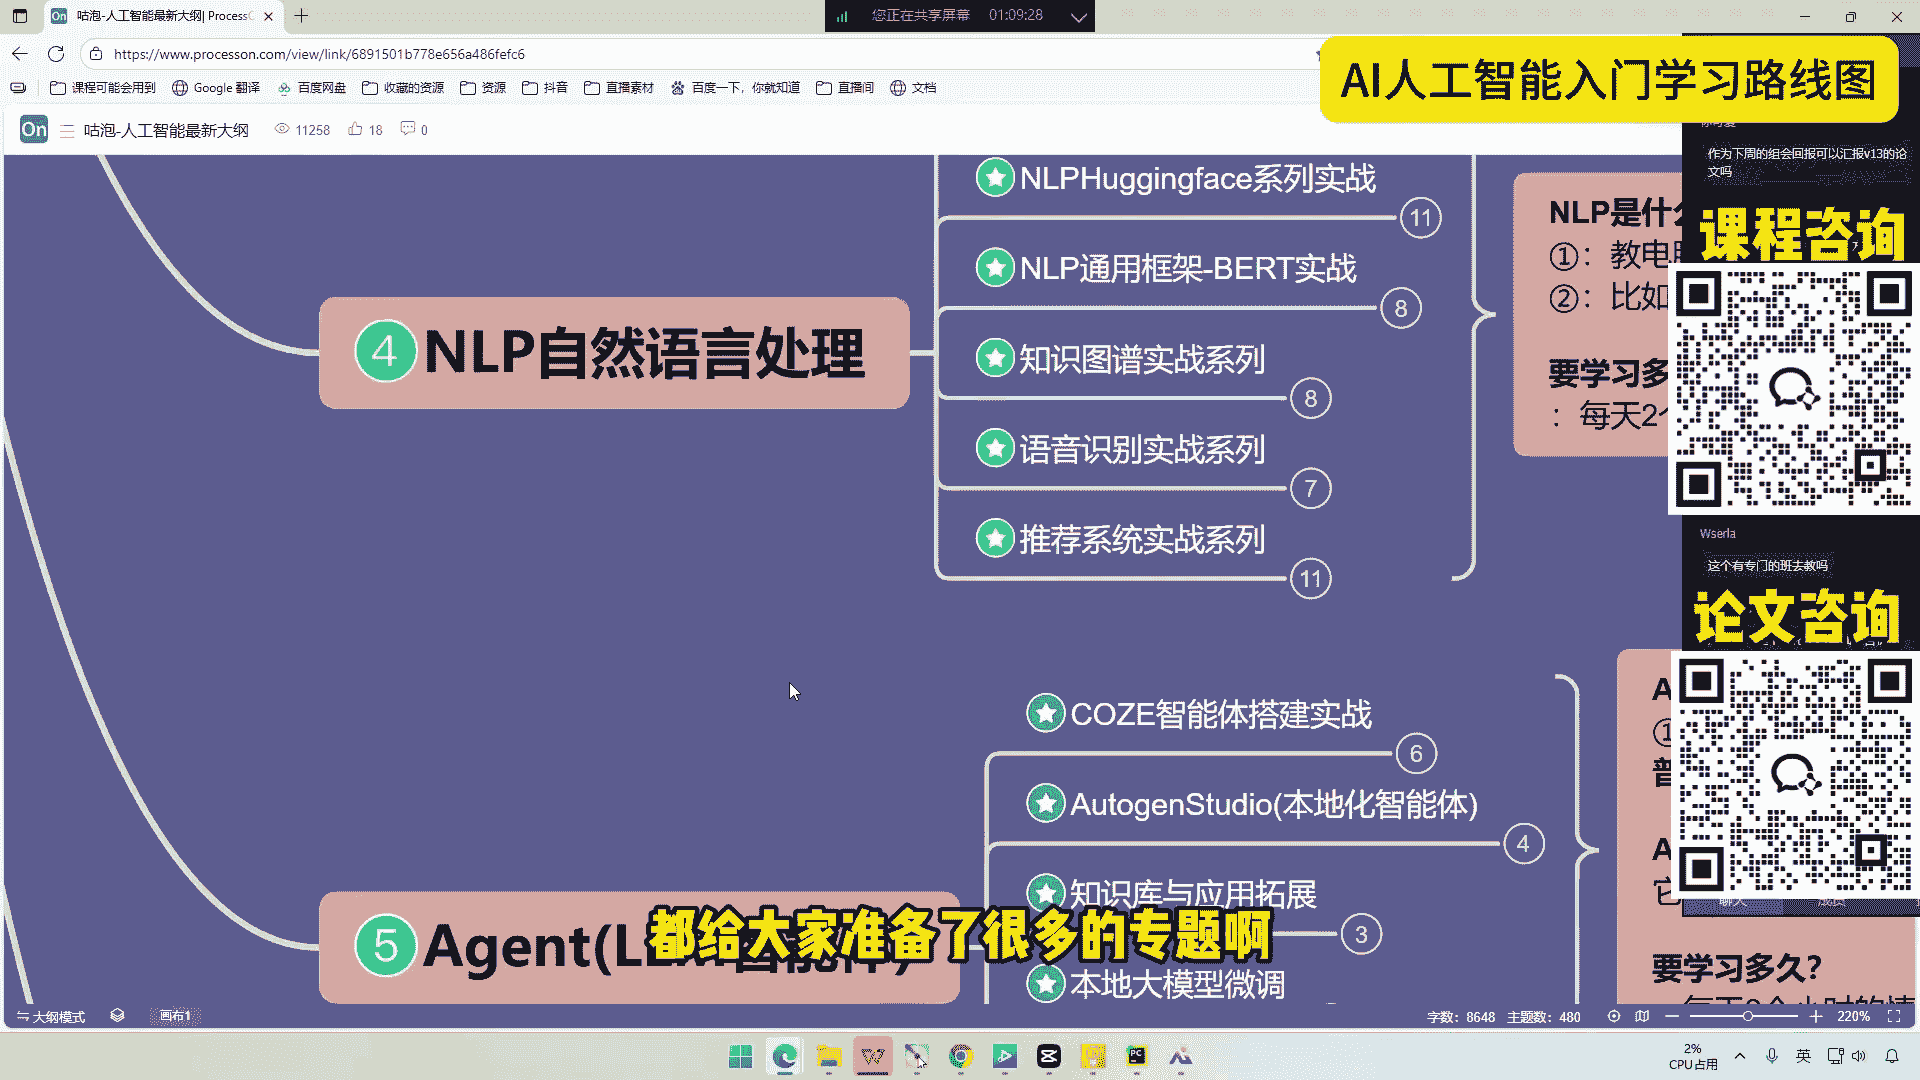 咕泡-人工智能最新大纲| Process
您正在共享屏幕 01:09:28
https://www.processon.com/view/link/6891501b778e656a486fefc6
课程可能会用到
Google 翻译
百度网盘
收藏的资源
资源
抖音
直播素材
百度一下，你就知道
直播间
文档
AI人工智能入门学习路线图
On
咕泡-人工智能最新大纲
11258
18
0
作为下周的组会回报可以汇报v13的论
文吗
课程咨询
NLPHuggingface系列实战
11
NLP通用框架-BERT实战
8
4 NLP自然语言处理
知识图谱实战系列
8
语音识别实战系列
7
推荐系统实战系列
11
NLP是什么
①：教电
②：比如
要学习多
：每天2个
Wserla
这个有专门的班去教吗
论文咨询
COZE智能体搭建实战
6
AutogenStudio(本地化智能体)
4
知识库与应用拓展
3
本地大模型微调
5 Agent(L
都给大家准备了很多的专题啊
要学习多久?
大纲模式
画布1
字数：8648
主题数：480
220%
2%
CPU占用
英